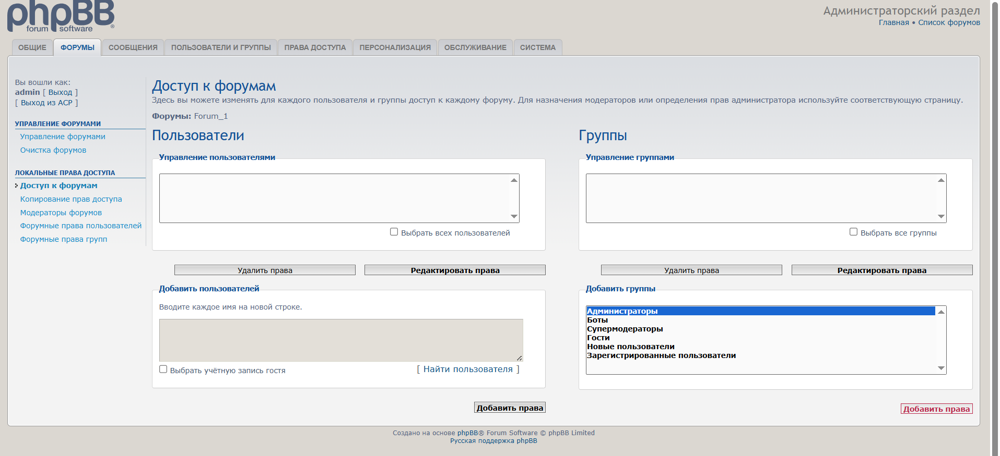 phpBB®
forum software
Администраторский раздел
Главная • Список форумов
ОБЩИЕ
ФОРУМЫ
СООБЩЕНИЯ
ПОЛЬЗОВАТЕЛИ И ГРУППЫ
ПРАВА ДОСТУПА
ПЕРСОНАЛИЗАЦИЯ
ОБСЛУЖИВАНИЕ
СИСТЕМА
Вы вошли как:
admin [ Выход ]
[ Выход из ACP ]
УПРАВЛЕНИЕ ФОРУМАМИ
Управление форумами
Очистка форумов
ЛОКАЛЬНЫЕ ПРАВА ДОСТУПА
Доступ к форумам
Копирование прав доступа
Модераторы форумов
Форумные права пользователей
Форумные права групп
Доступ к форумам
Здесь вы можете изменять для каждого пользователя и группы доступ к каждому форуму. Для назначения модераторов или определения прав администратора используйте соответствующую страницу.
Форумы: Forum_1
Пользователи
Управление пользователями
Выбрать всех пользователей
Удалить права
Редактировать права
Добавить пользователей
Вводите каждое имя на новой строке.
Выбрать учётную запись гостя
[ Найти пользователя ]
Добавить права
Группы
Управление группами
Выбрать все группы
Удалить права
Редактировать права
Добавить группы
Администраторы
Боты
Супермодераторы
Гости
Новые пользователи
Зарегистрированные пользователи
Добавить права
Создано на основе phpBB® Forum Software © phpBB Limited
Русская поддержка phpBB